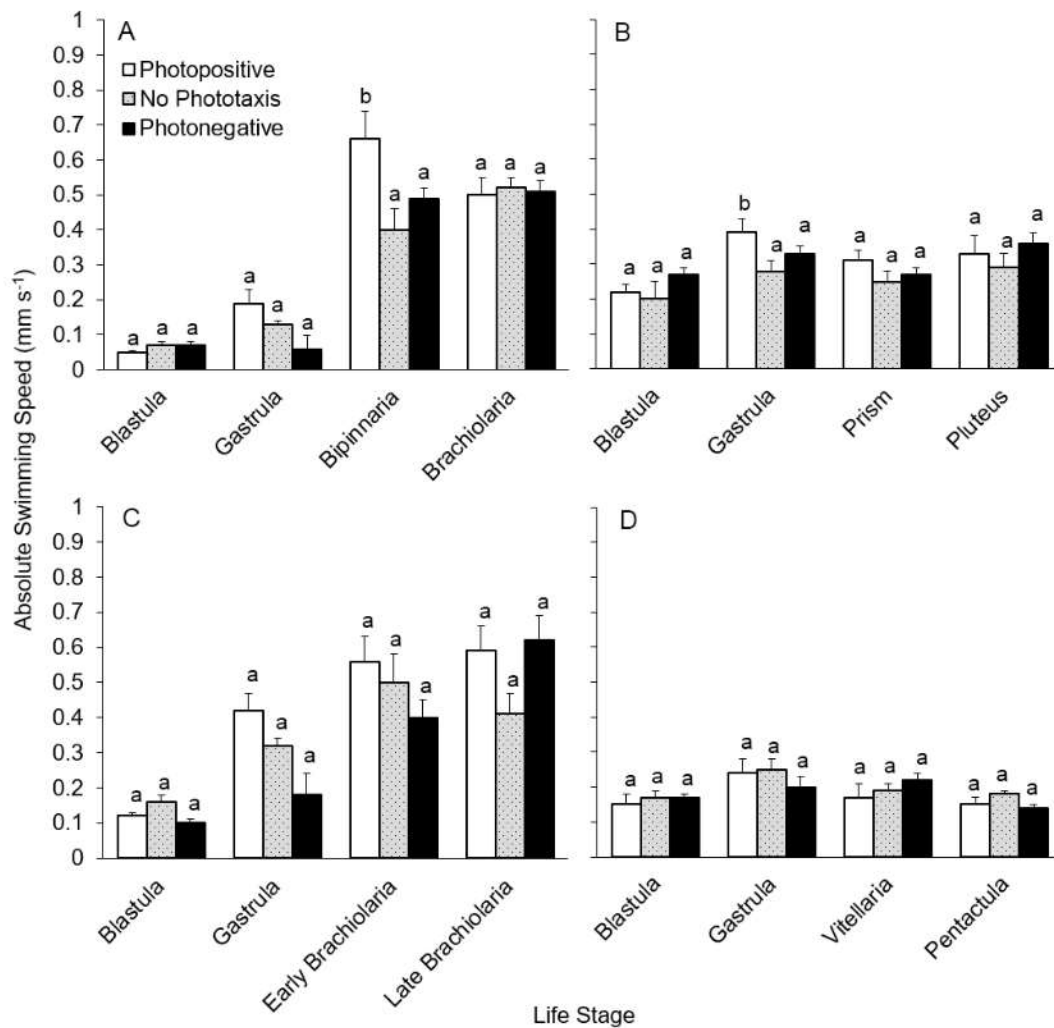 Absolute Swimming Speed (mm s⁻¹)
A
Photopositive
No Phototaxis
Photonegative
1
0.9
0.8
0.7
0.6
0.5
0.4
0.3
0.2
0.1
0
a a a
a a a
b a a
a a a
Blastula
Gastrula
Bipinnaria
Brachiolaria
B
a a a
b a a
a a a
a a a
Blastula
Gastrula
Prism
Pluteus
C
1
0.9
0.8
0.7
0.6
0.5
0.4
0.3
0.2
0.1
0
a a a
a a a
a a a
a a a
Blastula
Gastrula
Early Brachiolaria
Late Brachiolaria
D
a a a
a a a
a a a
a a a
Blastula
Gastrula
Vitellaria
Pentactula
Life Stage